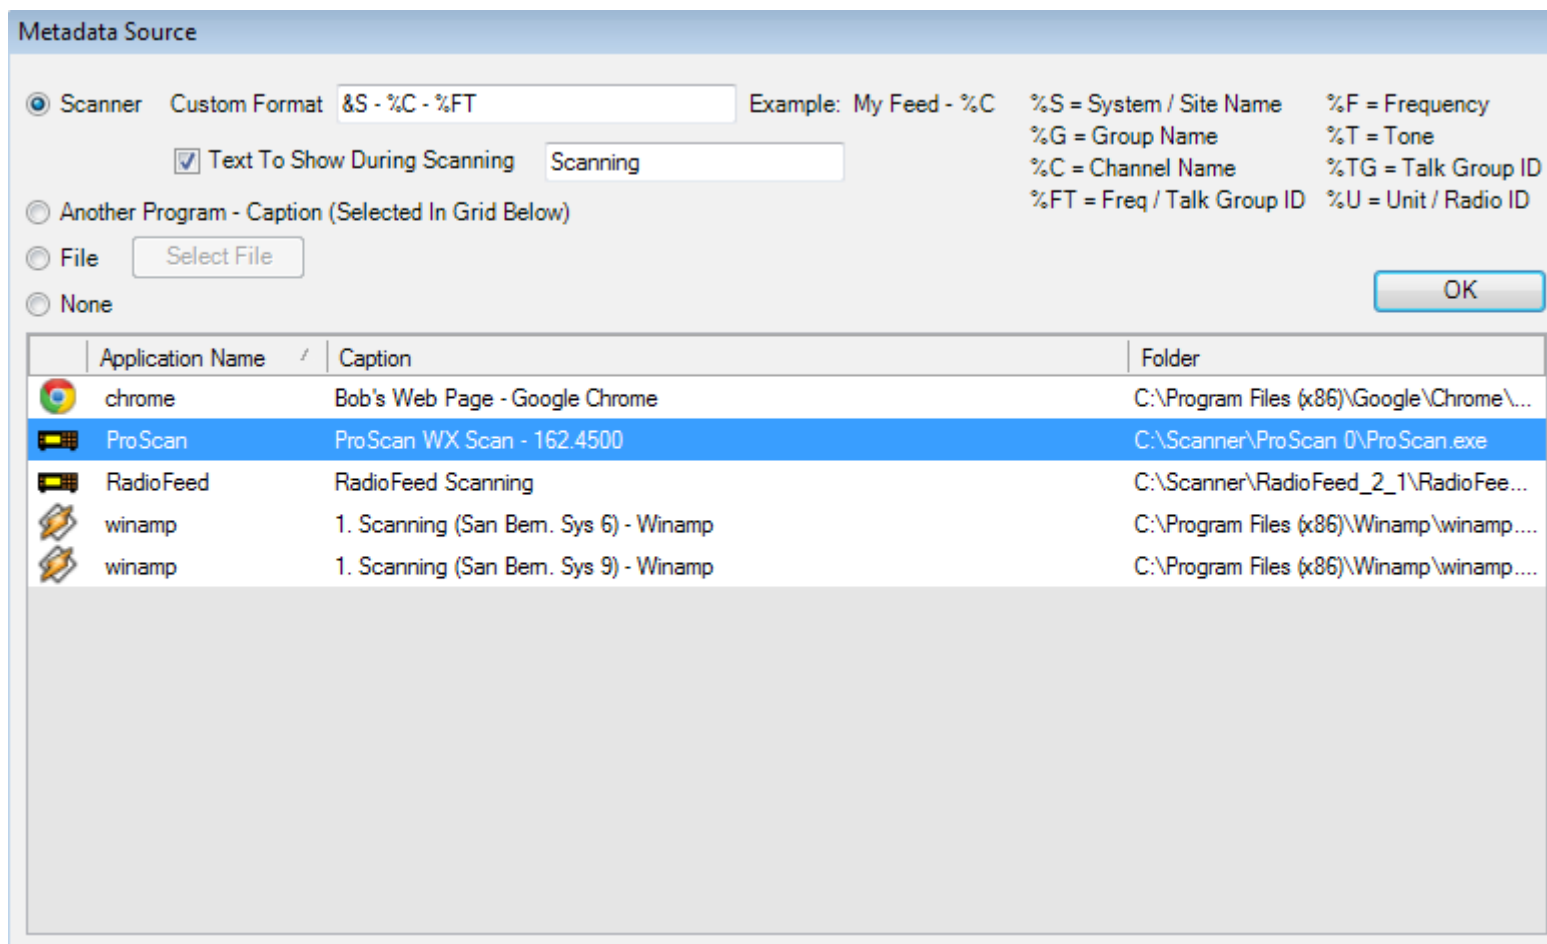 Metadata Source
Scanner Custom Format &S - %C - %FT Example: My Feed - %C %S = System / Site Name %F = Frequency
%G = Group Name %T = Tone
Text To Show During Scanning Scanning %C = Channel Name %TG = Talk Group ID
%FT = Freq / Talk Group ID %U = Unit / Radio ID
Another Program - Caption (Selected In Grid Below)
File Select File
None
OK
Application Name Caption Folder
chrome Bob's Web Page - Google Chrome C:\Program Files (x86)\Google\Chrome\...
ProScan ProScan WX Scan - 162.4500 C:\Scanner\ProScan 0\ProScan.exe
RadioFeed RadioFeed Scanning C:\Scanner\RadioFeed_2_1\RadioFee...
winamp 1. Scanning (San Bern. Sys 6) - Winamp C:\Program Files (x86)\Winamp\winamp....
winamp 1. Scanning (San Bern. Sys 9) - Winamp C:\Program Files (x86)\Winamp\winamp....